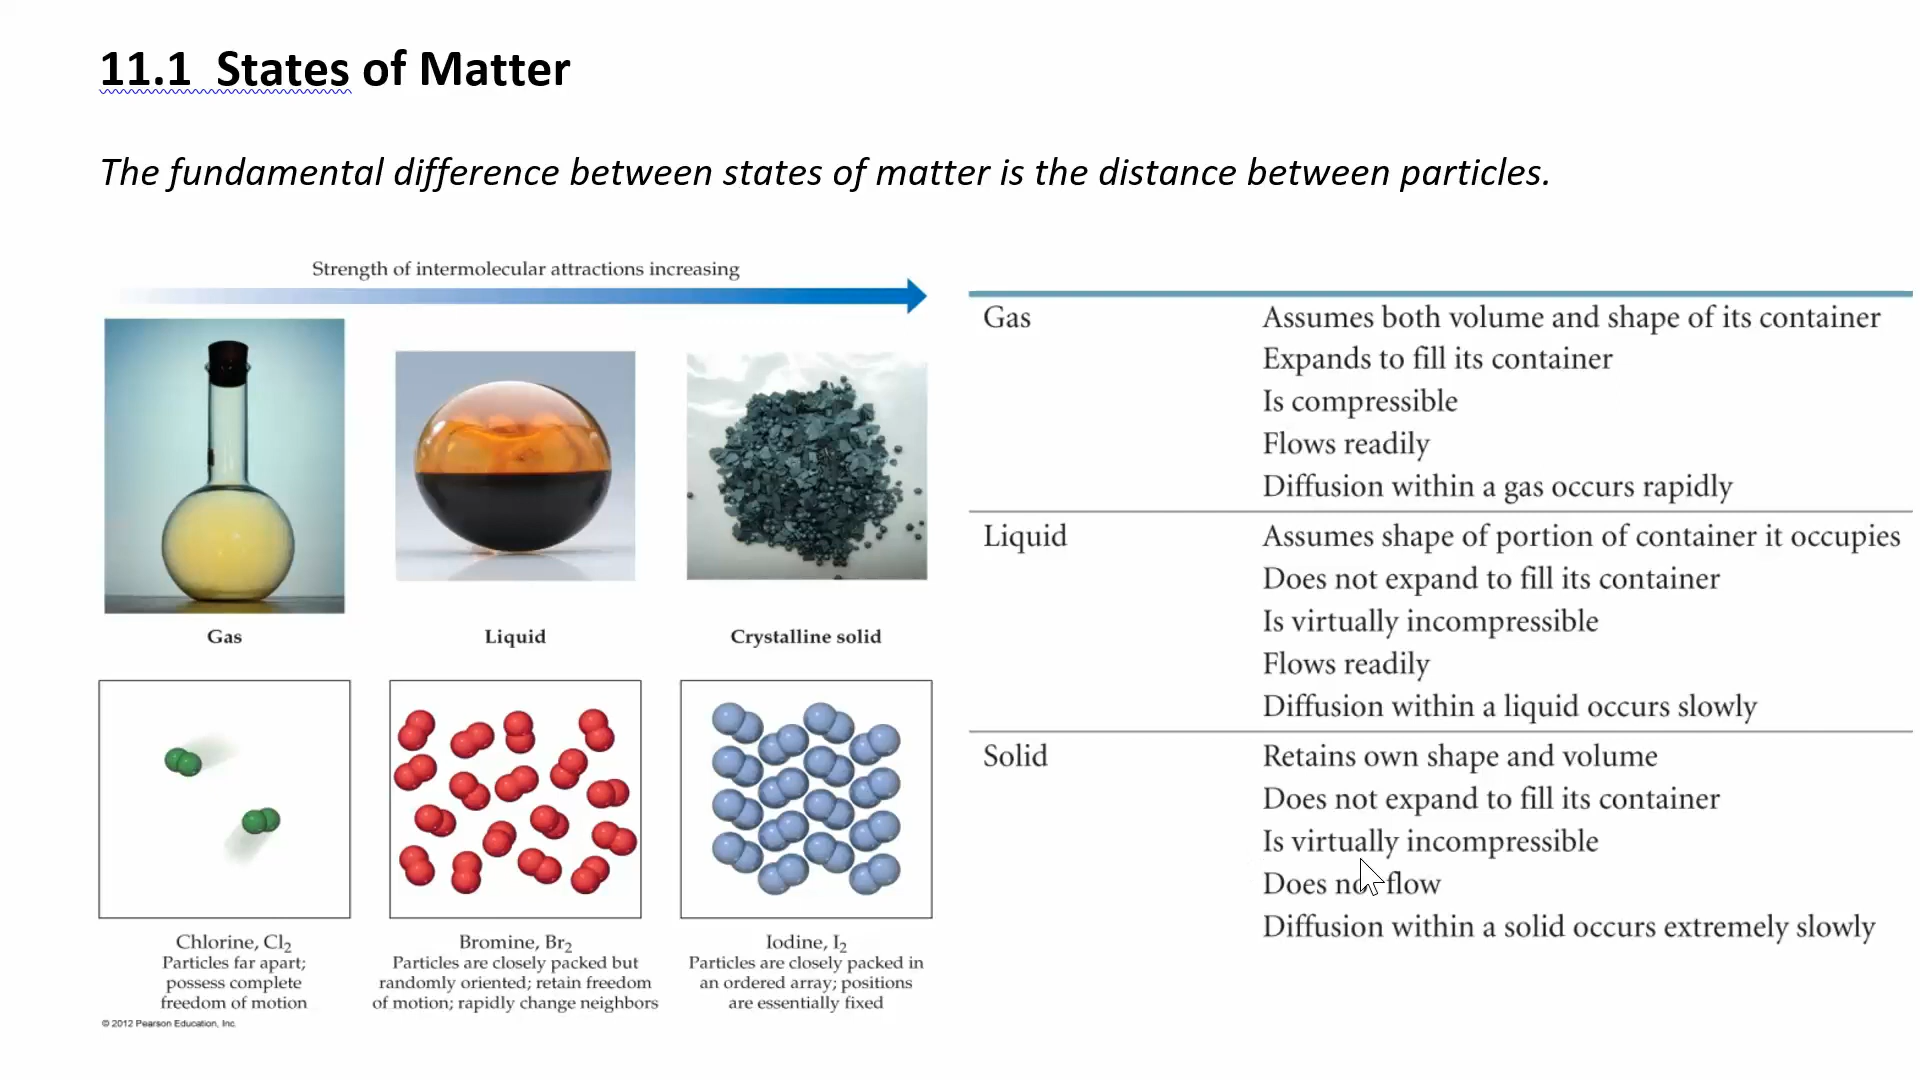 11.1 States of Matter
The fundamental difference between states of matter is the distance between particles.
Strength of intermolecular attractions increasing
Gas
Liquid
Crystalline solid
Chlorine, Cl₂
Particles far apart;
possess complete
freedom of motion
Bromine, Br₂
Particles are closely packed but
randomly oriented; retain freedom
of motion; rapidly change neighbors
Iodine, I₂
Particles are closely packed in
an ordered array; positions
are essentially fixed
© 2012 Pearson Education, Inc.
Gas
Assumes both volume and shape of its container
Expands to fill its container
Is compressible
Flows readily
Diffusion within a gas occurs rapidly
Liquid
Assumes shape of portion of container it occupies
Does not expand to fill its container
Is virtually incompressible
Flows readily
Diffusion within a liquid occurs slowly
Solid
Retains own shape and volume
Does not expand to fill its container
Is virtually incompressible
Does not flow
Diffusion within a solid occurs extremely slowly